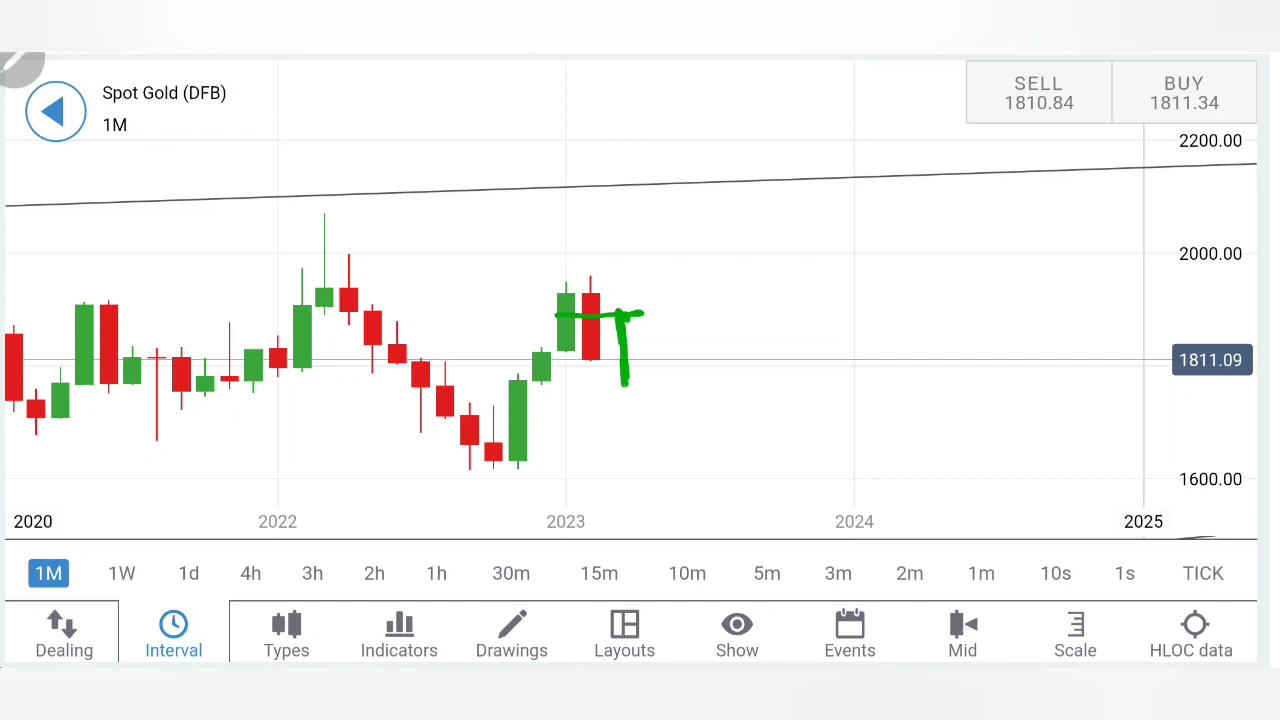 Spot Gold (DFB)
1M
SELL
1810.84
BUY
1811.34
2200.00
2000.00
1811.09
1600.00
2020
2022
2023
2024
2025
1M 1W 1d 4h 3h 2h 1h 30m 15m 10m 5m 3m 2m 1m 10s 1s TICK
Dealing Interval Types Indicators Drawings Layouts Show Events Mid Scale HLOC data